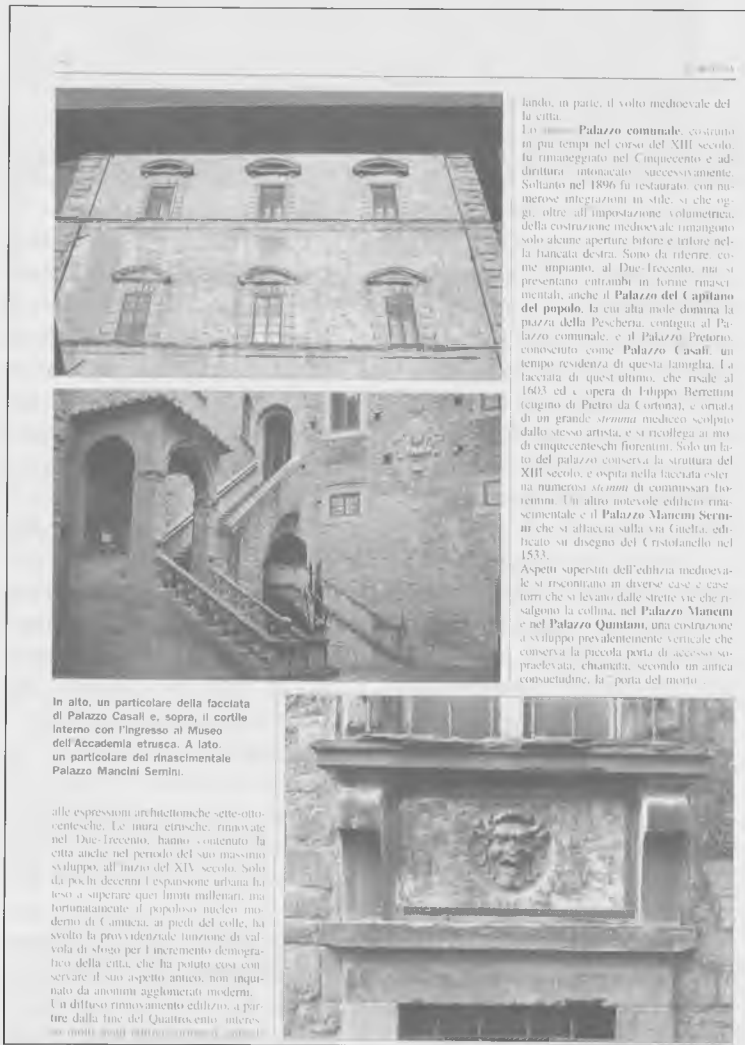 In alto, un particolare della facciata
di Palazzo Casali e, sopra, il cortile
interno con l'ingresso al Museo
dell'Accademia etrusca. A lato,
un particolare del rinascimentale
Palazzo Mancini Sernini.
alle espressioni architettoniche sette-otto-
centesche. Le mura etrusche, rinnovate
nel Due-Trecento, hanno contenuto la
città anche nel periodo del suo massimo
sviluppo, all'inizio del XIV secolo. Solo
da pochi decenni l'espansione urbana ha
teso a superare quei limiti millenari, ma
fortunatamente il popoloso nucleo mo-
derno di Camucia, ai piedi del colle, ha
svolto la provvidenziale funzione di val-
vola di sfogo per l'incremento demogra-
fico della città, che ha potuto così con-
servare il suo aspetto antico, non inqui-
nato da anonimi agglomerati moderni.
Un diffuso rinnovamento edilizio, a par-
tire dalla fine del Quattrocento, interes-
sò molti
lando, in parte, il volto medioevale del-
la città.
Lo Palazzo comunale, costruito
in più tempi nel corso del XIII secolo,
fu rimaneggiato nel Cinquecento e ad-
dirittura intonacato successivamente.
Soltanto nel 1896 fu restaurato, con nu-
merose integrazioni in stile, sì che og-
gi, oltre all'impostazione volumetrica,
della costruzione medioevale rimangono
solo alcune aperture bifore e trifore nel-
la fiancata destra. Sono da riferire, co-
me impianto, al Due-Trecento, ma si
presentano entrambi in forme rinasci-
mentali, anche il Palazzo del Capitano
del popolo, la cui alta mole domina la
piazza della Pescheria, contigua al Pa-
lazzo comunale, e il Palazzo Pretorio,
conosciuto come Palazzo Casali, un
tempo residenza di questa famiglia. La
facciata di quest'ultimo, che risale al
1603 ed è opera di Filippo Berrettini
(cugino di Pietro da Cortona), è ornata
di un grande stemma mediceo scolpito
dallo stesso artista, e si ricollega ai mo-
di cinquecenteschi fiorentini. Solo un la-
to del palazzo conserva la struttura del
XIII secolo, e ospita nella facciata ester-
na numerosi stemmi di commissari fio-
rentini. Un altro notevole edificio rina-
scimentale è il Palazzo Mancini Serni-
ni che si affaccia sulla via Guelfa, edi-
ficato su disegno del Cristofanello nel
1533.
Aspetti superstiti dell'edilizia medioeva-
le si riscontrano in diverse case e case-
torri che si levano dalle strette vie che ri-
salgono la collina, nel Palazzo Mancini
e nel Palazzo Quintani, una costruzione
a sviluppo prevalentemente verticale che
conserva la piccola porta di accesso so-
praelevata, chiamata, secondo un'antica
consuetudine, la "porta del morto".